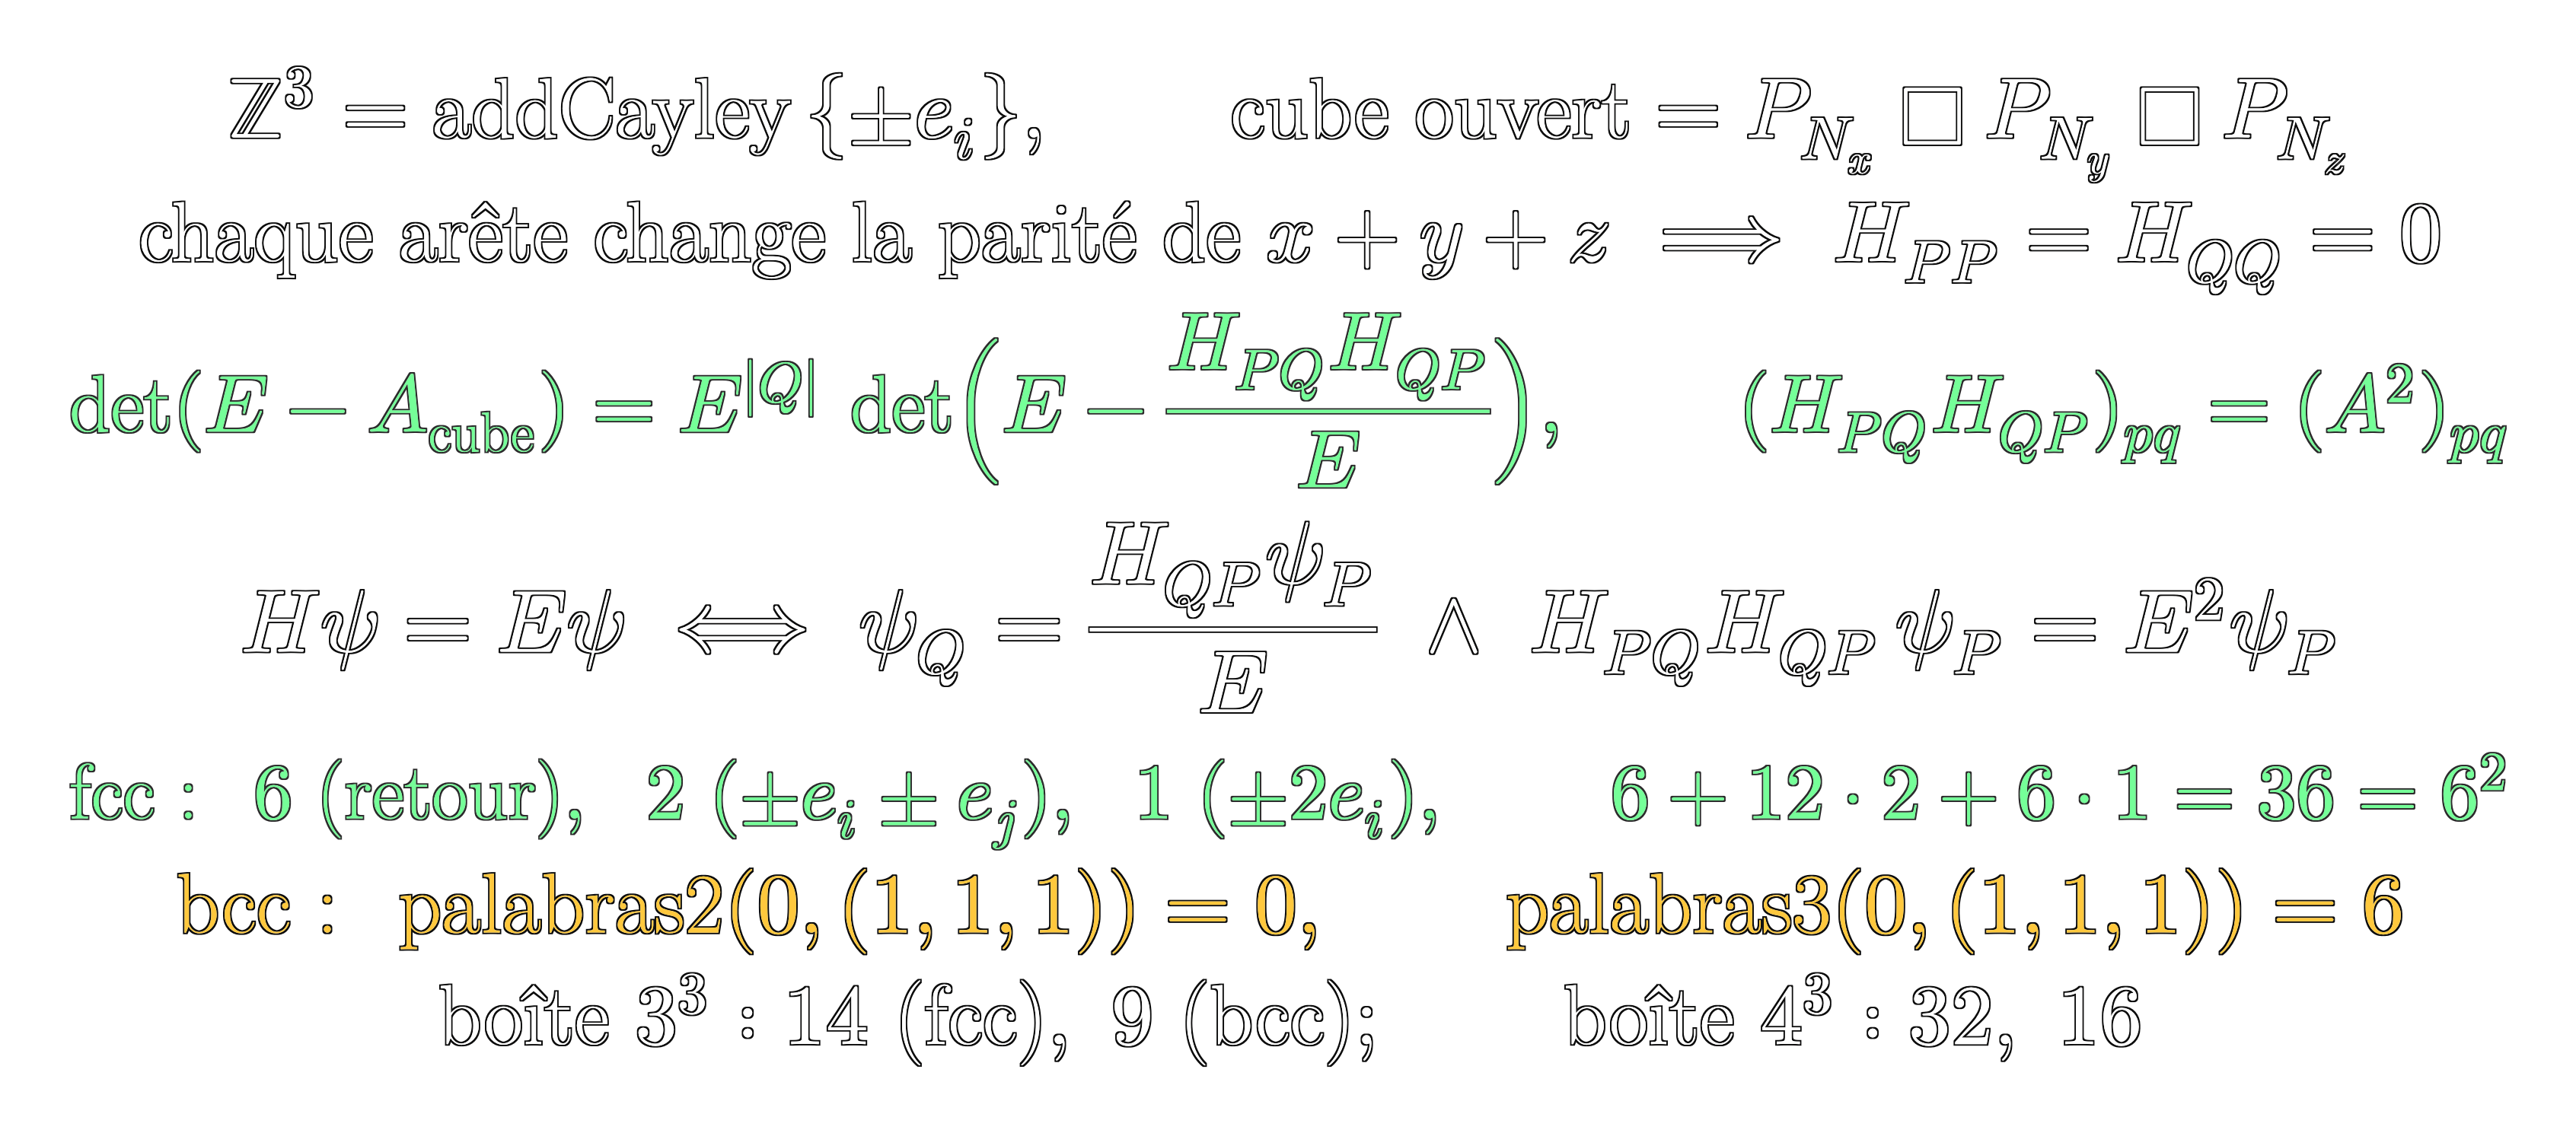 ℤ³ = addCayley {±e_i}, cube ouvert = P_{N_x} □ P_{N_y} □ P_{N_z}
chaque arête change la parité de x + y + z ⟹ H_{PP} = H_{QQ} = 0
det(E − A_{cube}) = E^{|Q|} det(E − \frac{H_{PQ}H_{QP}}{E}), (H_{PQ}H_{QP})_{pq} = (A²)_{pq}
Hψ = Eψ ⟺ ψ_Q = \frac{H_{QP}ψ_P}{E} ∧ H_{PQ}H_{QP} ψ_P = E²ψ_P
fcc : 6 (retour), 2 (±e_i ± e_j), 1 (±2e_i), 6 + 12 · 2 + 6 · 1 = 36 = 6²
bcc : palabras2(0, (1, 1, 1)) = 0, palabras3(0, (1, 1, 1)) = 6
boîte 3³ : 14 (fcc), 9 (bcc); boîte 4³ : 32, 16